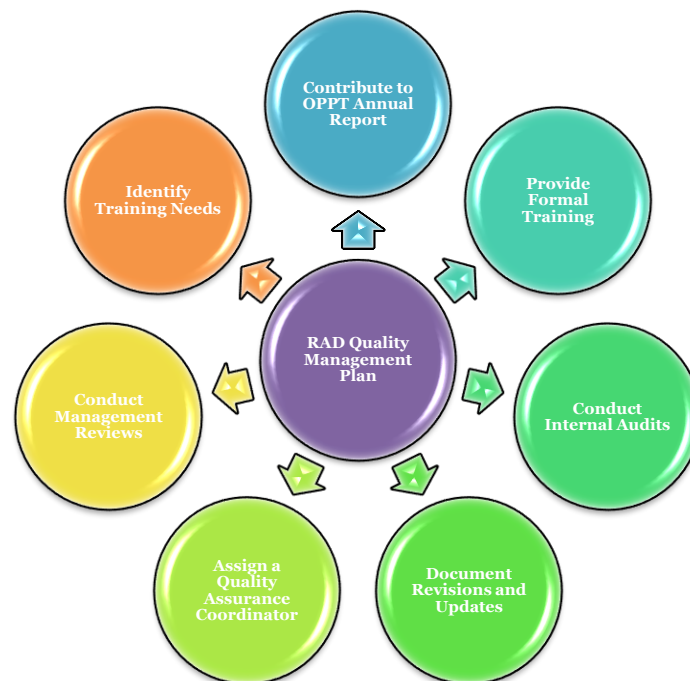 Contribute to
OPPT Annual
Report
Provide
Formal
Training
Conduct
Internal Audits
Document
Revisions and
Updates
Assign a
Quality
Assurance
Coordinator
Conduct
Management
Reviews
Identify
Training Needs
RAD Quality
Management
Plan